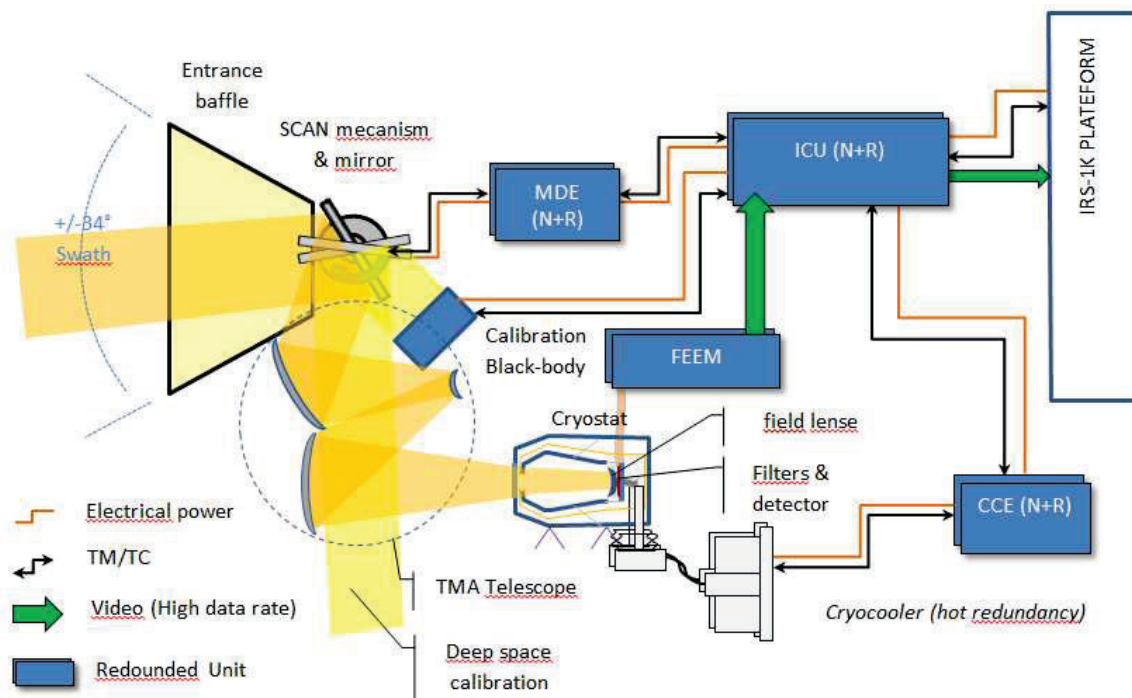 Entrance
baffle
SCAN mecanism
& mirror
+/-34°
Swath
MDE
(N+R)
ICU (N+R)
IRS-1K PLATEFORM
Calibration
Black-body
FEEM
Cryostat
field lense
Filters &
detector
CCE (N+R)
Electrical power
TM/TC
Video (High data rate)
Redounded Unit
TMA Telescope
Deep space
calibration
Cryocooler (hot redundancy)